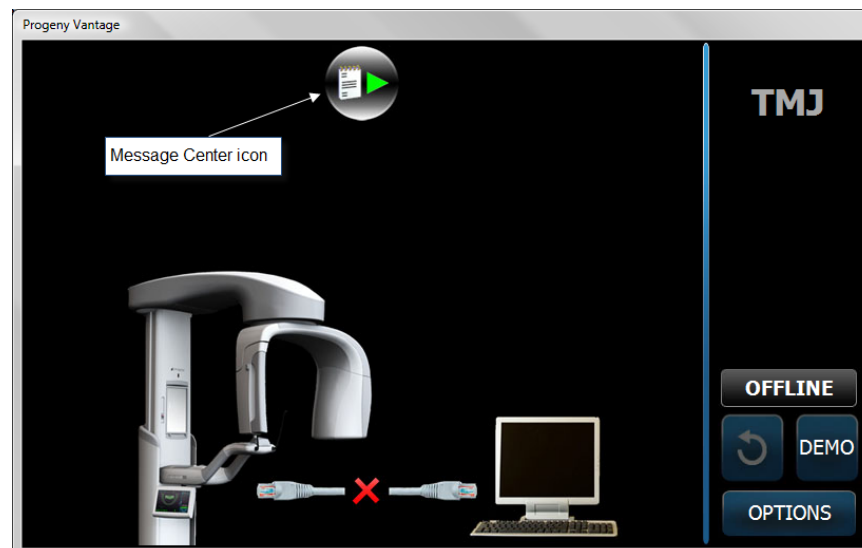 Progeny Vantage
Message Center icon
TMJ
OFFLINE
DEMO
OPTIONS